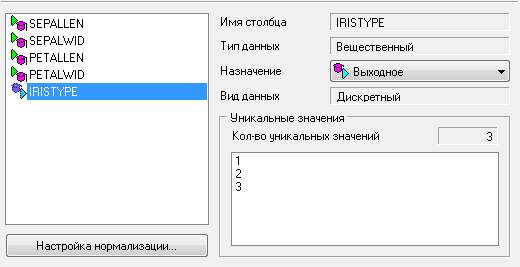 SEPALLEN
SEPALWID
PETALLEN
PETALWID
IRISTYPE
Настройка нормализации...
Имя столбца IRISTYPE
Тип данных Вещественный
Назначение Выходное
Вид данных Дискретный
Уникальные значения
Кол-во уникальных значений 3
1
2
3